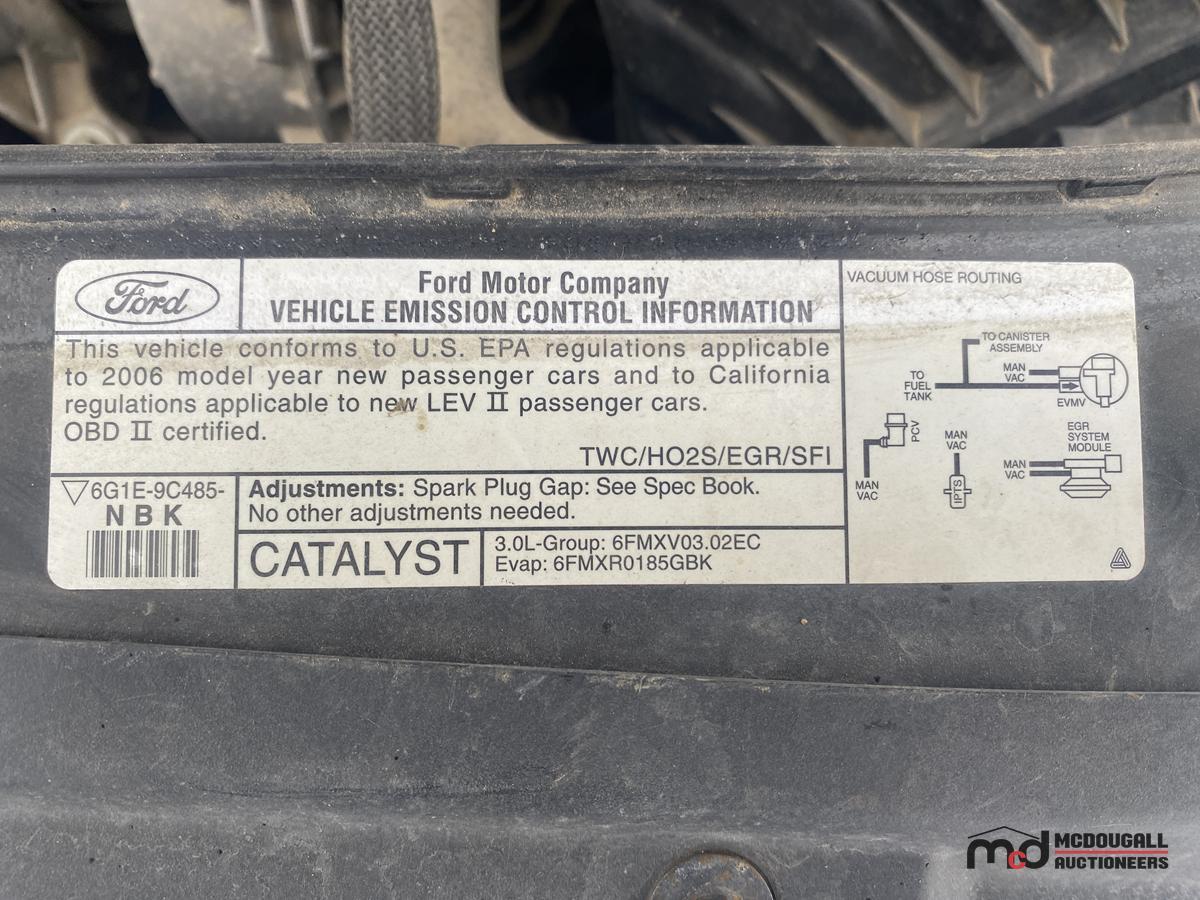 Ford
Ford Motor Company
VEHICLE EMISSION CONTROL INFORMATION
This vehicle conforms to U.S. EPA regulations applicable
to 2006 model year new passenger cars and to California
regulations applicable to new LEV II passenger cars.
OBD II certified.
TWC/HO2S/EGR/SFI
6G1E-9C485-
NBK
Adjustments: Spark Plug Gap: See Spec Book.
No other adjustments needed.
CATALYST
3.0L-Group: 6FMXV03.02EC
Evap: 6FMXR0185GBK
VACUUM HOSE ROUTING
TO CANISTER
ASSEMBLY
MAN
VAC
TO
FUEL
TANK
EVMV
PCV
MAN
VAC
MAN
VAC
IPTS
EGR
SYSTEM
MODULE
MAN
VAC
mcd
MCDOUGALL
AUCTIONEERS